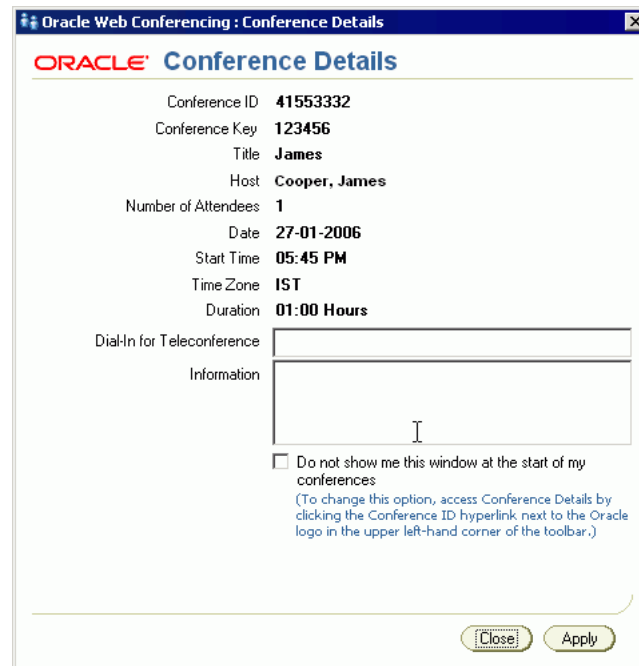 Oracle Web Conferencing : Conference Details
ORACLE' Conference Details
Conference ID 41553332
Conference Key 123456
Title James
Host Cooper, James
Number of Attendees 1
Date 27-01-2006
Start Time 05:45 PM
Time Zone IST
Duration 01:00 Hours
Dial-In for Teleconference
Information
Do not show me this window at the start of my
conferences
(To change this option, access Conference Details by
clicking the Conference ID hyperlink next to the Oracle
logo in the upper left-hand corner of the toolbar.)
Close Apply